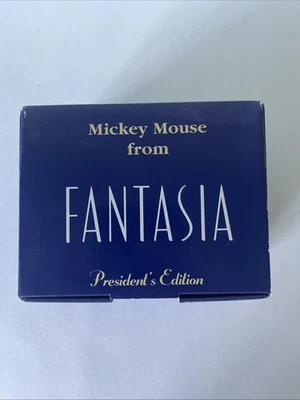 Mickey Mouse
from
FANTASIA
President's Edition